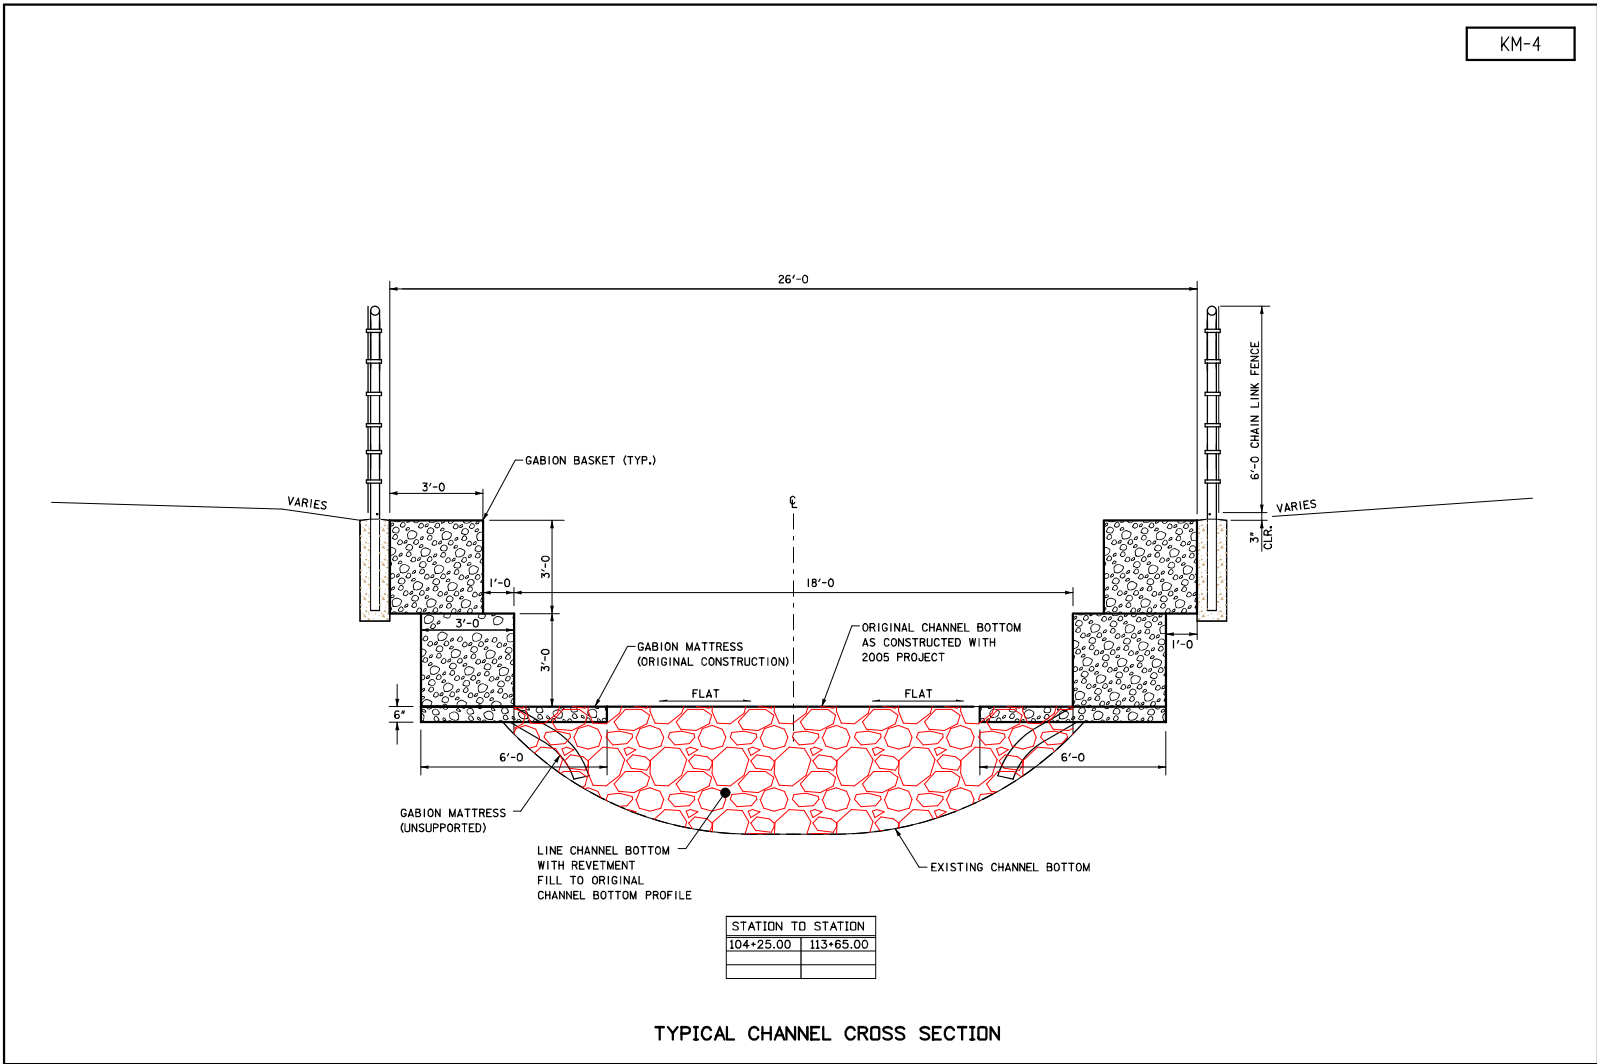 KM-4
26'-0
6'-0 CHAIN LINK FENCE
GABION BASKET (TYP.)
3'-0
VARIES
℄
VARIES
3" CLR.
3'-0
1'-0
18'-0
3'-0
3'-0
GABION MATTRESS
(ORIGINAL CONSTRUCTION)
ORIGINAL CHANNEL BOTTOM
AS CONSTRUCTED WITH
2005 PROJECT
1'-0
FLAT
FLAT
6"
6'-0
6'-0
GABION MATTRESS
(UNSUPPORTED)
LINE CHANNEL BOTTOM
WITH REVETMENT
FILL TO ORIGINAL
CHANNEL BOTTOM PROFILE
EXISTING CHANNEL BOTTOM
STATION TO STATION
104+25.00 113+65.00
TYPICAL CHANNEL CROSS SECTION